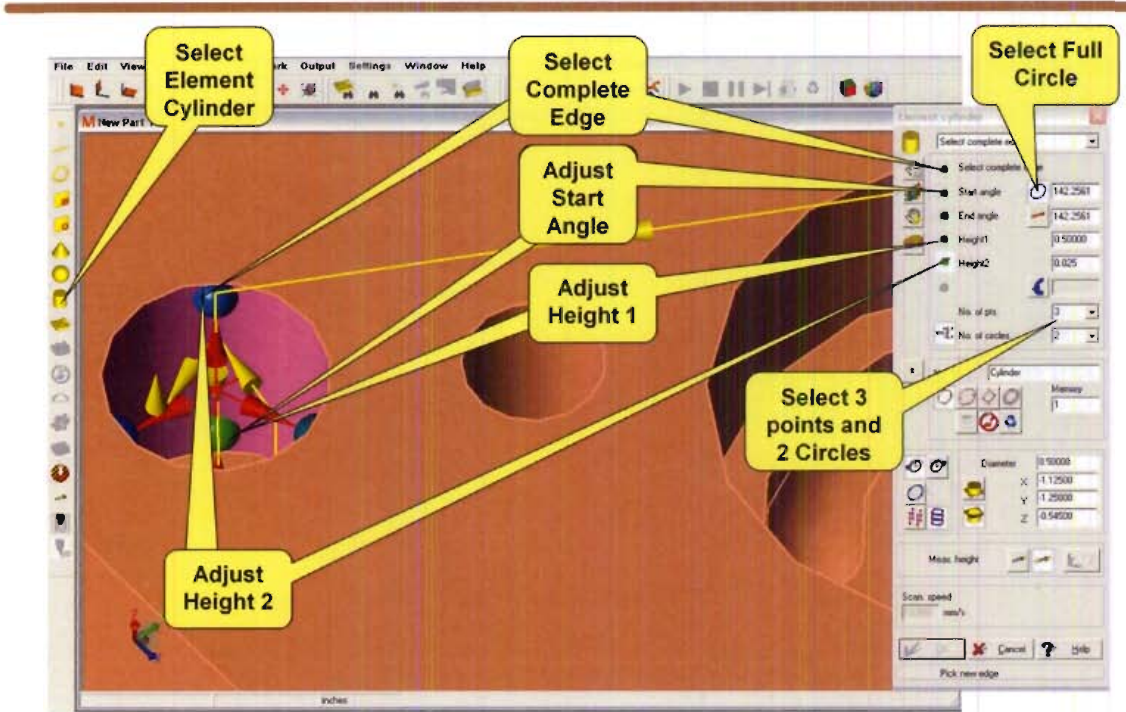 Select
Element
Cylinder
Select
Complete
Edge
Select Full
Circle
File Edit View Output Settings Window Help
New Part
Adjust
Start
Angle
Adjust
Height 1
Select 3
points and
2 Circles
Adjust
Height 2
Element cylinder
Select complete
Select complete
Start angle 142.2561
End angle 142.2561
Height1 0.50000
Height2 0.025
No. of pts. 3
No. of circles 2
Cylinder
Memory
1
Diameter 0.50000
X -1.12500
Y -1.25000
Z -0.54500
Meas. height
Scan. speed
mm/s
Cancel Help
Pick new edge
inches